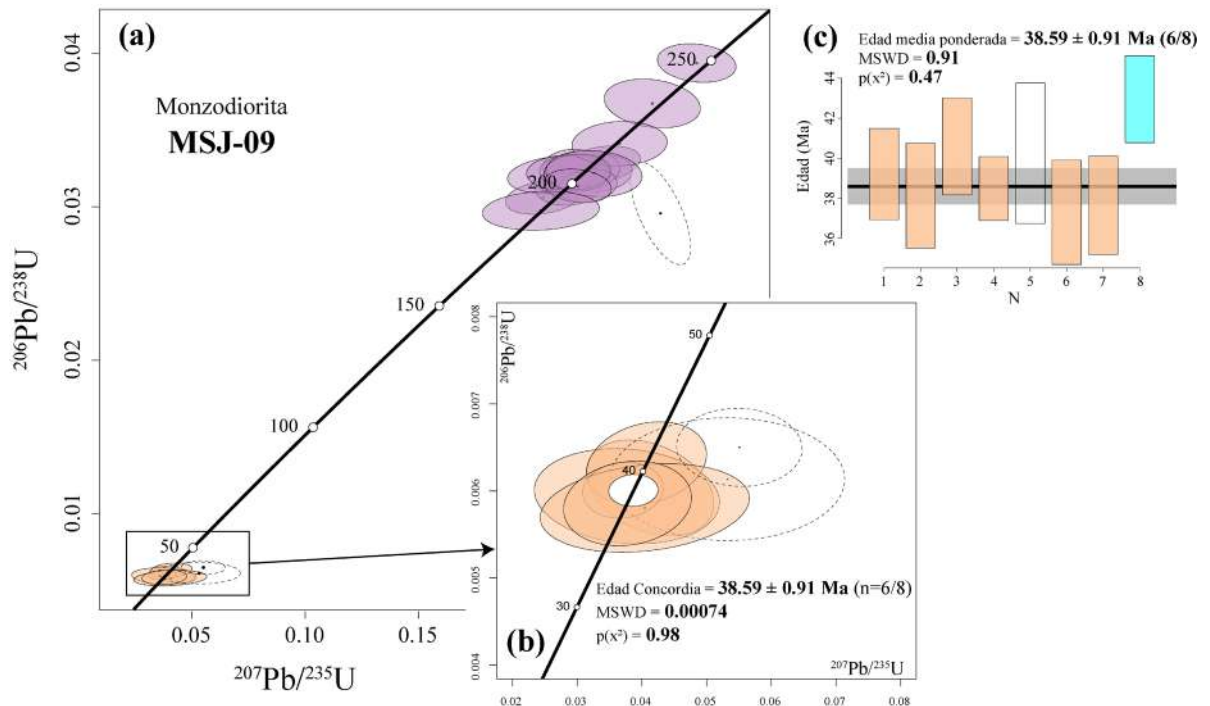 (a)
Monzodiorita
MSJ-09
²⁰⁶Pb/²³⁸U
0.04
0.03
0.02
0.01
250
200
150
100
50
0.05
0.10
0.15
²⁰⁷Pb/²³⁵U
(c)
Edad media ponderada = 38.59 ± 0.91 Ma (6/8)
MSWD = 0.91
p(x²) = 0.47
Edad (Ma)
44
42
40
38
36
1 2 3 4 5 6 7 8
N
²⁰⁶Pb/²³⁸U
0.008
0.007
0.006
0.005
0.004
50
40
30
Edad Concordia = 38.59 ± 0.91 Ma (n=6/8)
MSWD = 0.00074
p(x²) = 0.98
(b)
²⁰⁷Pb/²³⁵U
0.02 0.03 0.04 0.05 0.06 0.07 0.08